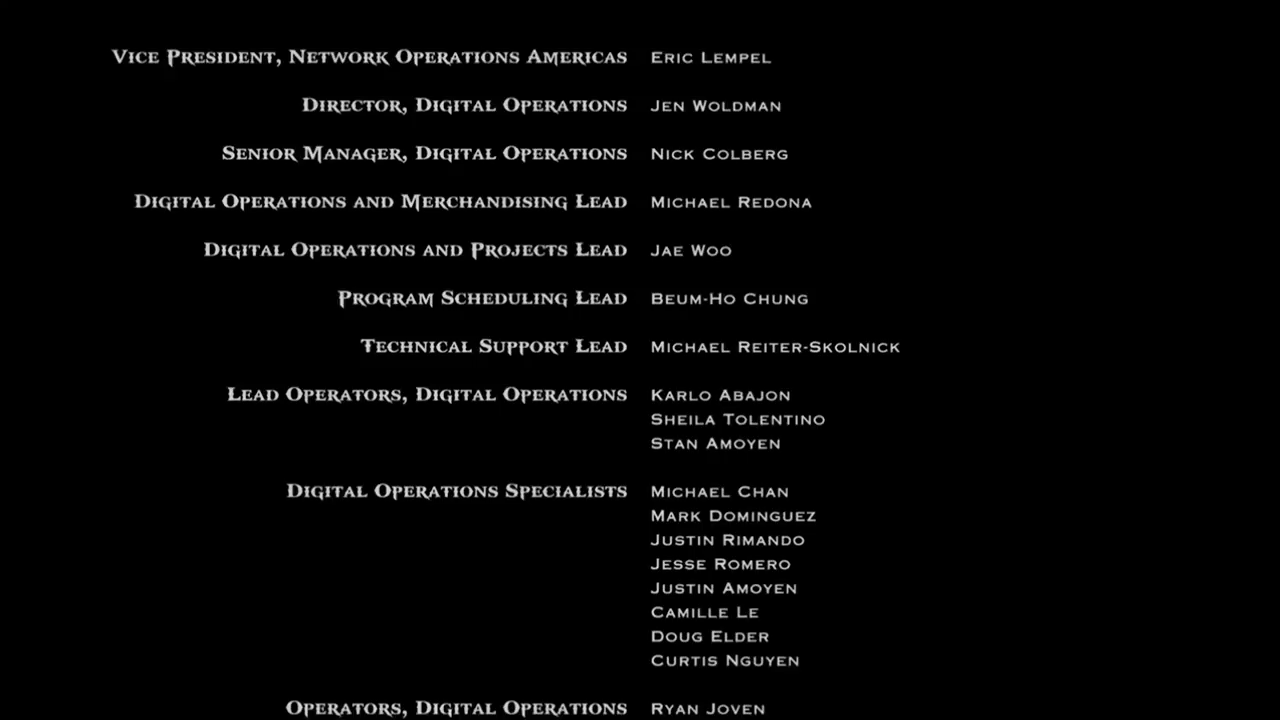 Vice President, Network Operations Americas Eric Lempel
Director, Digital Operations Jen Woldman
Senior Manager, Digital Operations Nick Colberg
Digital Operations and Merchandising Lead Michael Redona
Digital Operations and Projects Lead Jae Woo
Program Scheduling Lead Beum-Ho Chung
Technical Support Lead Michael Reiter-Skolnick
Lead Operators, Digital Operations Karlo Abajon
Sheila Tolentino
Stan Amoyen
Digital Operations Specialists Michael Chan
Mark Dominguez
Justin Rimando
Jesse Romero
Justin Amoyen
Camille Le
Doug Elder
Curtis Nguyen
Operators, Digital Operations Ryan Joven